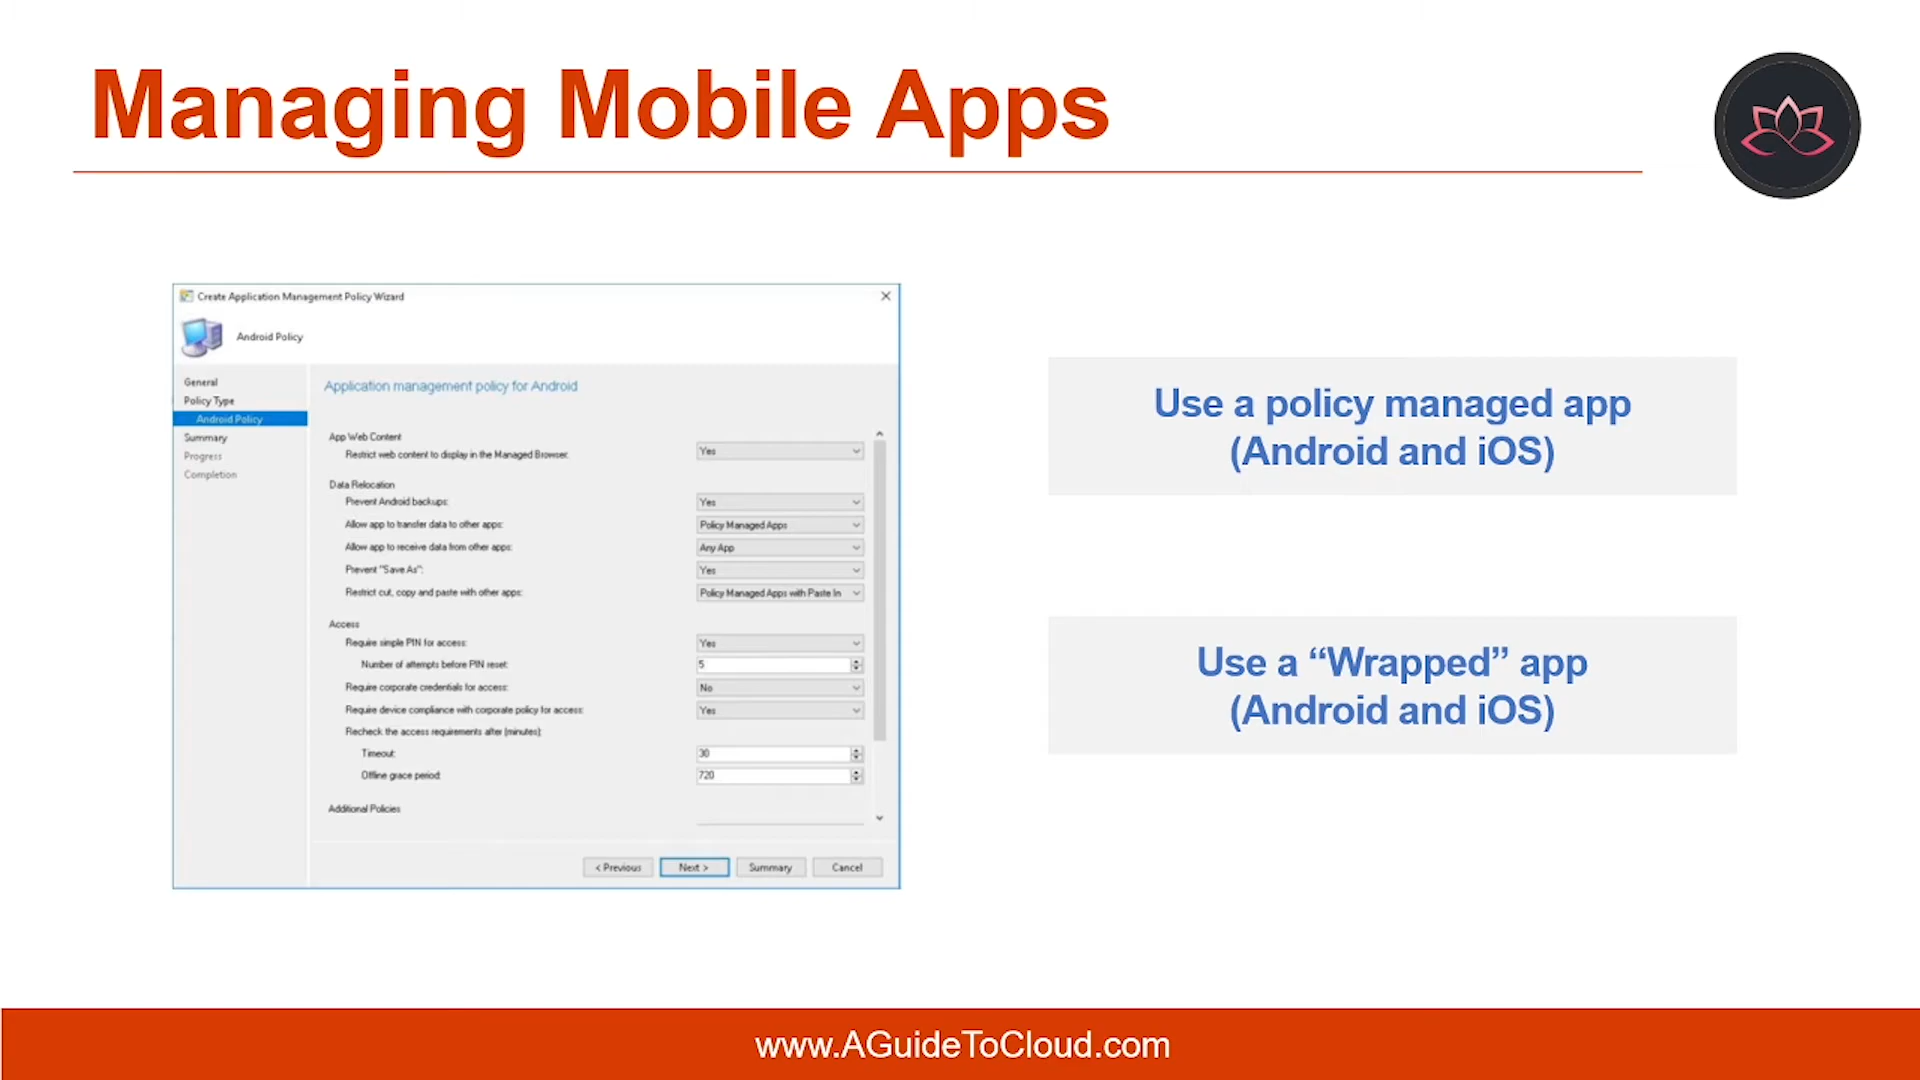 Managing Mobile Apps
Create Application Management Policy Wizard
Android Policy
General
Policy Type
Android Policy
Summary
Progress
Completion
Application management policy for Android
App Web Content
Restrict web content to display in the Managed Browser: Yes
Data Relocation
Prevent Android backups: Yes
Allow app to transfer data to other apps: Policy Managed Apps
Allow app to receive data from other apps: Any App
Prevent "Save As": Yes
Restrict cut, copy and paste with other apps: Policy Managed Apps with Paste In
Access
Require simple PIN for access: Yes
Number of attempts before PIN reset: 5
Require corporate credentials for access: No
Require device compliance with corporate policy for access: Yes
Recheck the access requirements after (minutes):
Timeout: 30
Offline grace period: 720
Additional Policies
< Previous Next > Summary Cancel
Use a policy managed app
(Android and iOS)
Use a “Wrapped” app
(Android and iOS)
www.AGuideToCloud.com